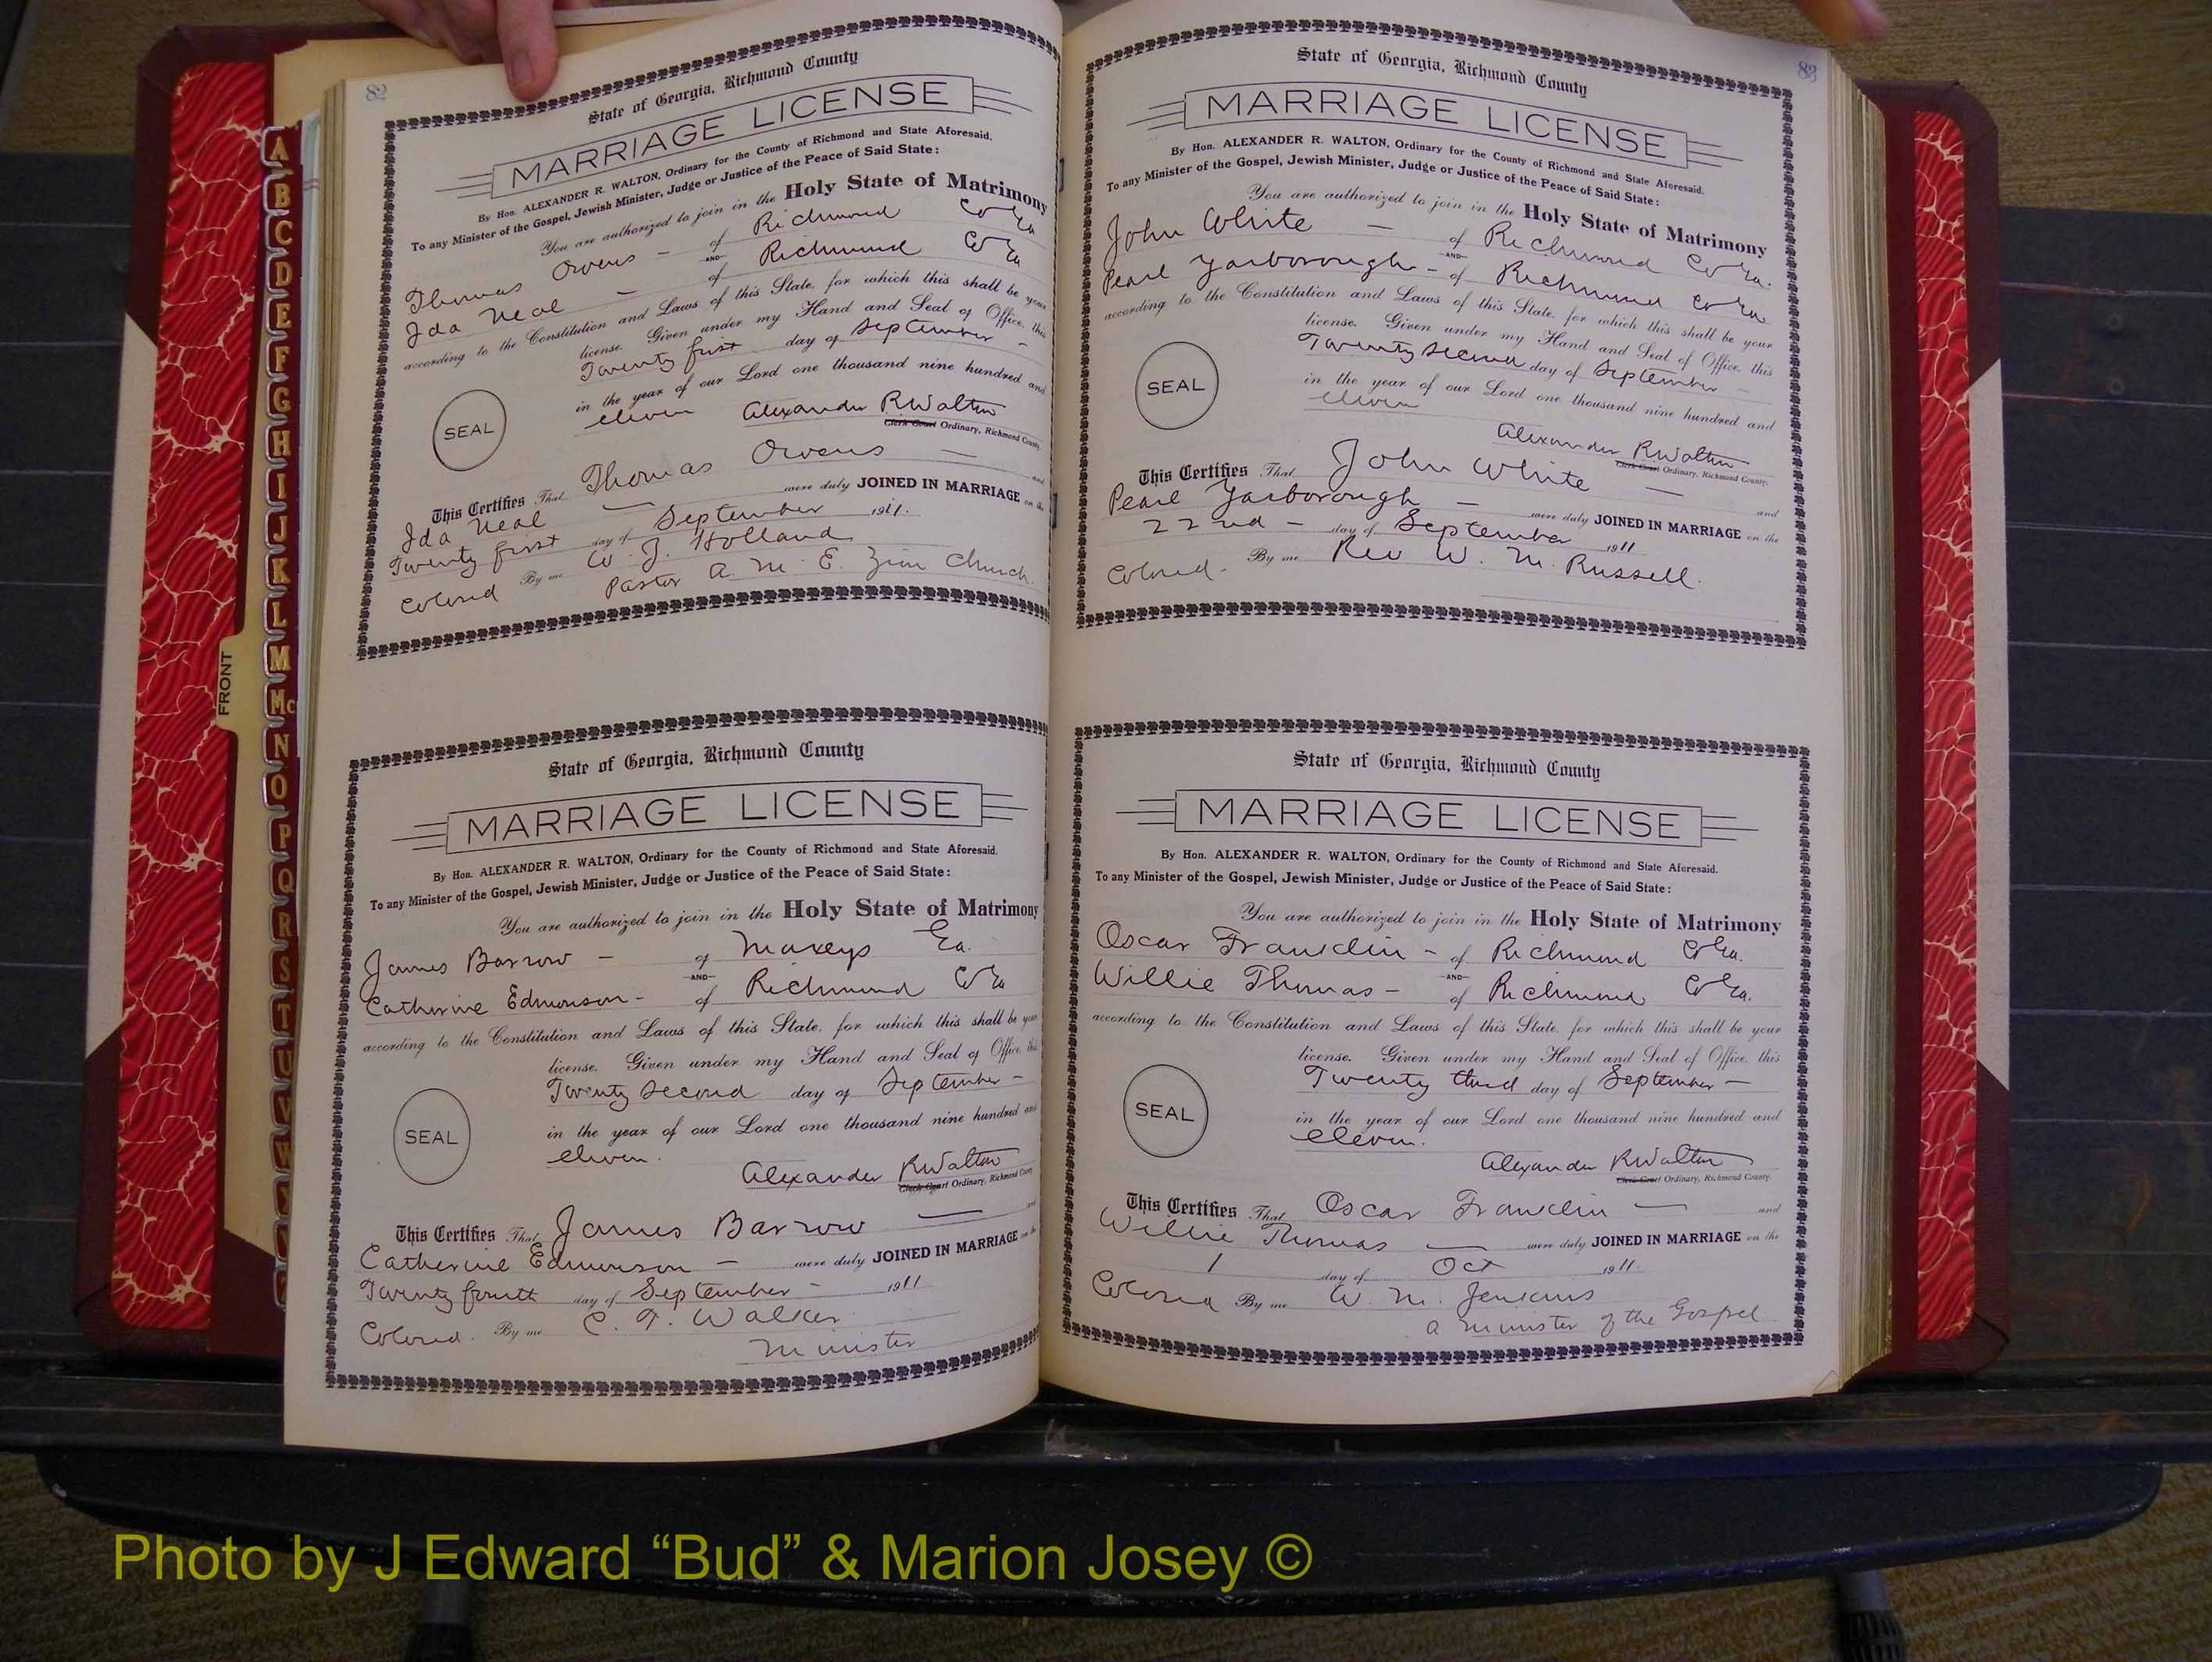 82
State of Georgia, Richmond County
MARRIAGE LICENSE
By Hon. ALEXANDER R. WALTON, Ordinary for the County of Richmond and State Aforesaid.
To any Minister of the Gospel, Jewish Minister, Judge or Justice of the Peace of Said State:
You are authorized to join in the Holy State of Matrimony
Thomas Owens — of Richmond Co Ga
AND
Ida Neal — of Richmond Co Ga
according to the Constitution and Laws of this State, for which this shall be your
license. Given under my Hand and Seal of Office, this
Twenty first day of September —
in the year of our Lord one thousand nine hundred and
eleven Alexander R Walton
Clerk Court Ordinary, Richmond County.
SEAL
This Certifies That Thomas Owens — and
Ida Neal — were duly JOINED IN MARRIAGE on the
Twenty first day of September 1911.
Colored By me W. J. Holland
Pastor A. M. E. Zion Church.
State of Georgia, Richmond County
MARRIAGE LICENSE
By Hon. ALEXANDER R. WALTON, Ordinary for the County of Richmond and State Aforesaid.
To any Minister of the Gospel, Jewish Minister, Judge or Justice of the Peace of Said State:
You are authorized to join in the Holy State of Matrimony
James Barrow — of Maxeys Ga.
AND
Catherine Edmonson - of Richmond Co Ga
according to the Constitution and Laws of this State, for which this shall be your
license. Given under my Hand and Seal of Office, this
Twenty second day of September —
in the year of our Lord one thousand nine hundred and
eleven.
Alexander R Walton
Clerk Court Ordinary, Richmond County
SEAL
This Certifies That James Barrow — and
Catherine Edmonson — were duly JOINED IN MARRIAGE on the
Twenty fourth day of September - 1911
Colored. By me C. T. Walker
Minister
83
State of Georgia, Richmond County
MARRIAGE LICENSE
By Hon. ALEXANDER R. WALTON, Ordinary for the County of Richmond and State Aforesaid.
To any Minister of the Gospel, Jewish Minister, Judge or Justice of the Peace of Said State:
You are authorized to join in the Holy State of Matrimony
John White — of Richmond Co Ga.
AND
Pearl Yarborough - of Richmond Co Ga
according to the Constitution and Laws of this State, for which this shall be your
license. Given under my Hand and Seal of Office, this
Twenty second day of September —
in the year of our Lord one thousand nine hundred and
eleven
Alexander R Walton
Clerk Court Ordinary, Richmond County.
SEAL
This Certifies That John White — and
Pearl Yarborough — were duly JOINED IN MARRIAGE on the
22nd - day of September 1911
Colored. By me Rev W. M. Russell.
State of Georgia, Richmond County
MARRIAGE LICENSE
By Hon. ALEXANDER R. WALTON, Ordinary for the County of Richmond and State Aforesaid.
To any Minister of the Gospel, Jewish Minister, Judge or Justice of the Peace of Said State:
You are authorized to join in the Holy State of Matrimony
Oscar Franklin - of Richmond Co Ga.
AND
Willie Thomas - of Richmond Co Ga.
according to the Constitution and Laws of this State, for which this shall be your
license. Given under my Hand and Seal of Office, this
Twenty third day of September —
in the year of our Lord one thousand nine hundred and
eleven.
Alexander R Walton
Clerk Court Ordinary, Richmond County.
SEAL
This Certifies That Oscar Franklin — and
Willie Thomas — were duly JOINED IN MARRIAGE on the
1 day of Oct 1911.
Colored By me W. M. Jenkins
a minister of the Gospel
FRONT
A
B
C
D
E
F
G
H
I
J
K
L
M
Mc
N
O
P
Q
R
S
T
U
V
W
Photo by J Edward “Bud” & Marion Josey ©